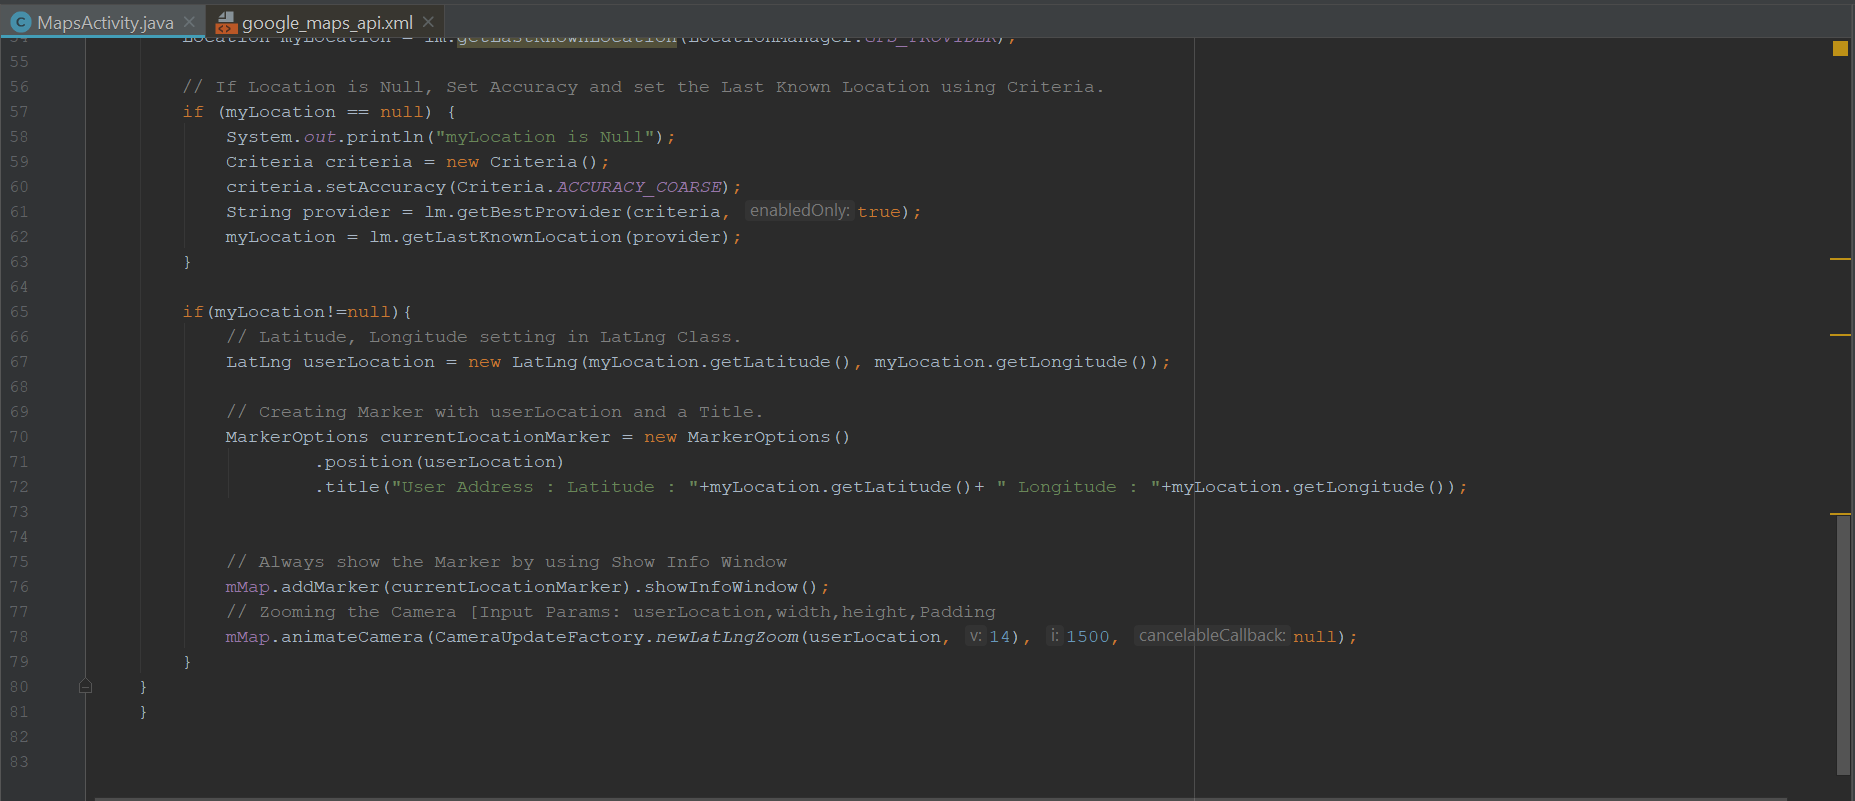 MapsActivity.java google_maps_api.xml
54 Location myLocation = lm.getLastKnownLocation(LocationManager.GPS_PROVIDER);
55
56 // If Location is Null, Set Accuracy and set the Last Known Location using Criteria.
57 if (myLocation == null) {
58 System.out.println("myLocation is Null");
59 Criteria criteria = new Criteria();
60 criteria.setAccuracy(Criteria.ACCURACY_COARSE);
61 String provider = lm.getBestProvider(criteria, enabledOnly: true);
62 myLocation = lm.getLastKnownLocation(provider);
63 }
64
65 if(myLocation!=null){
66 // Latitude, Longitude setting in LatLng Class.
67 LatLng userLocation = new LatLng(myLocation.getLatitude(), myLocation.getLongitude());
68
69 // Creating Marker with userLocation and a Title.
70 MarkerOptions currentLocationMarker = new MarkerOptions()
71 .position(userLocation)
72 .title("User Address : Latitude : "+myLocation.getLatitude()+ " Longitude : "+myLocation.getLongitude());
73
74
75 // Always show the Marker by using Show Info Window
76 mMap.addMarker(currentLocationMarker).showInfoWindow();
77 // Zooming the Camera [Input Params: userLocation,width,height,Padding
78 mMap.animateCamera(CameraUpdateFactory.newLatLngZoom(userLocation, v: 14), i: 1500, cancelableCallback: null);
79 }
80 }
81 }
82
83